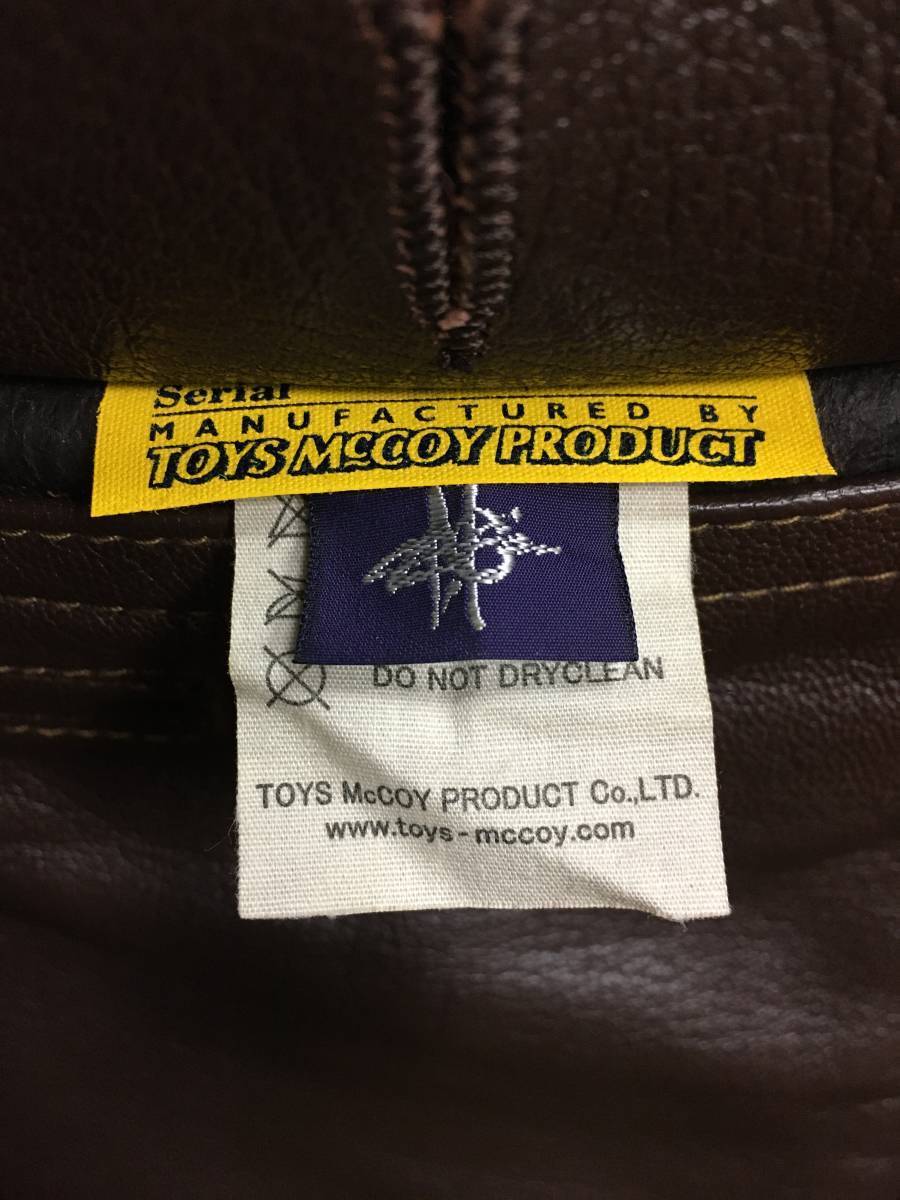 Serial
MANUFACTURED BY
TOYS McCOY PRODUCT
DO NOT DRYCLEAN
TOYS McCOY PRODUCT Co.,LTD.
www.toys-mccoy.com